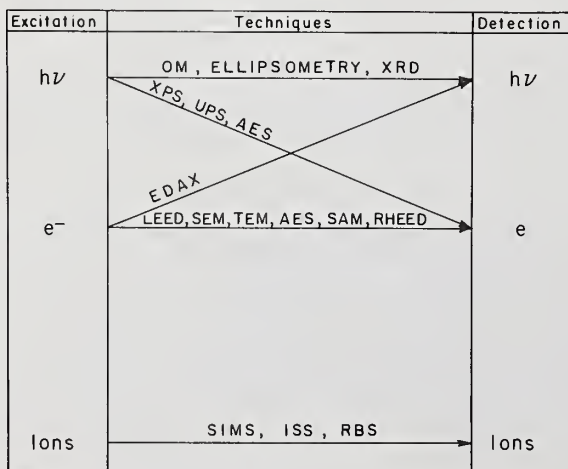 Excitation Techniques Detection
hν OM, ELLIPSOMETRY, XRD hν
XPS, UPS, AES
EDAX
e⁻ LEED, SEM, TEM, AES, SAM, RHEED e
Ions SIMS, ISS, RBS Ions